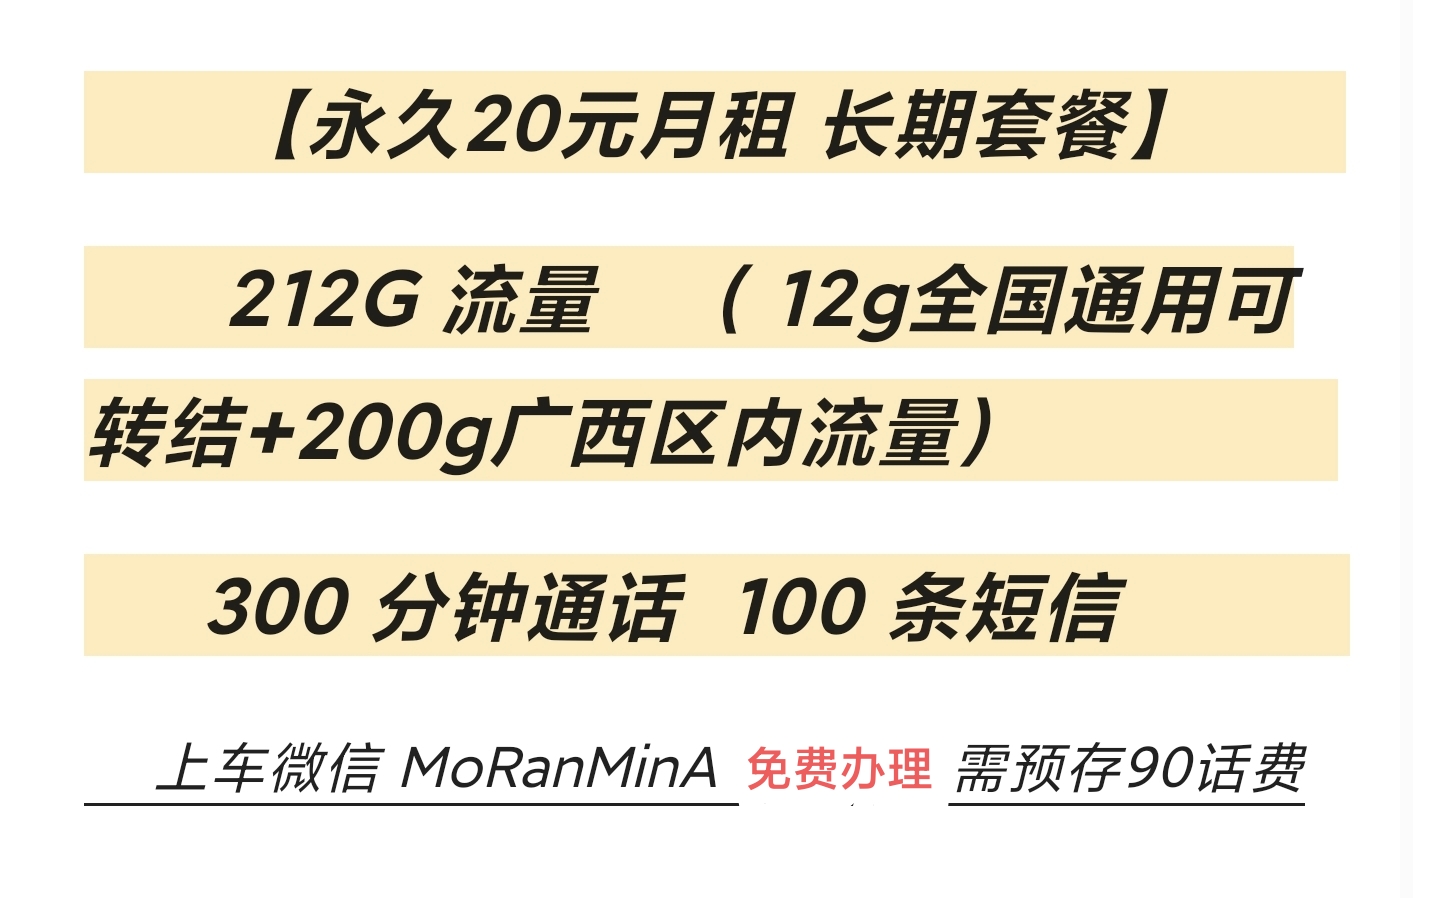 【永久20元月租 长期套餐】
212G 流量 （ 12g全国通用可
转结+200g广西区内流量）
300 分钟通话 100 条短信
上车微信 MoRanMinA 免费办理 需预存90话费